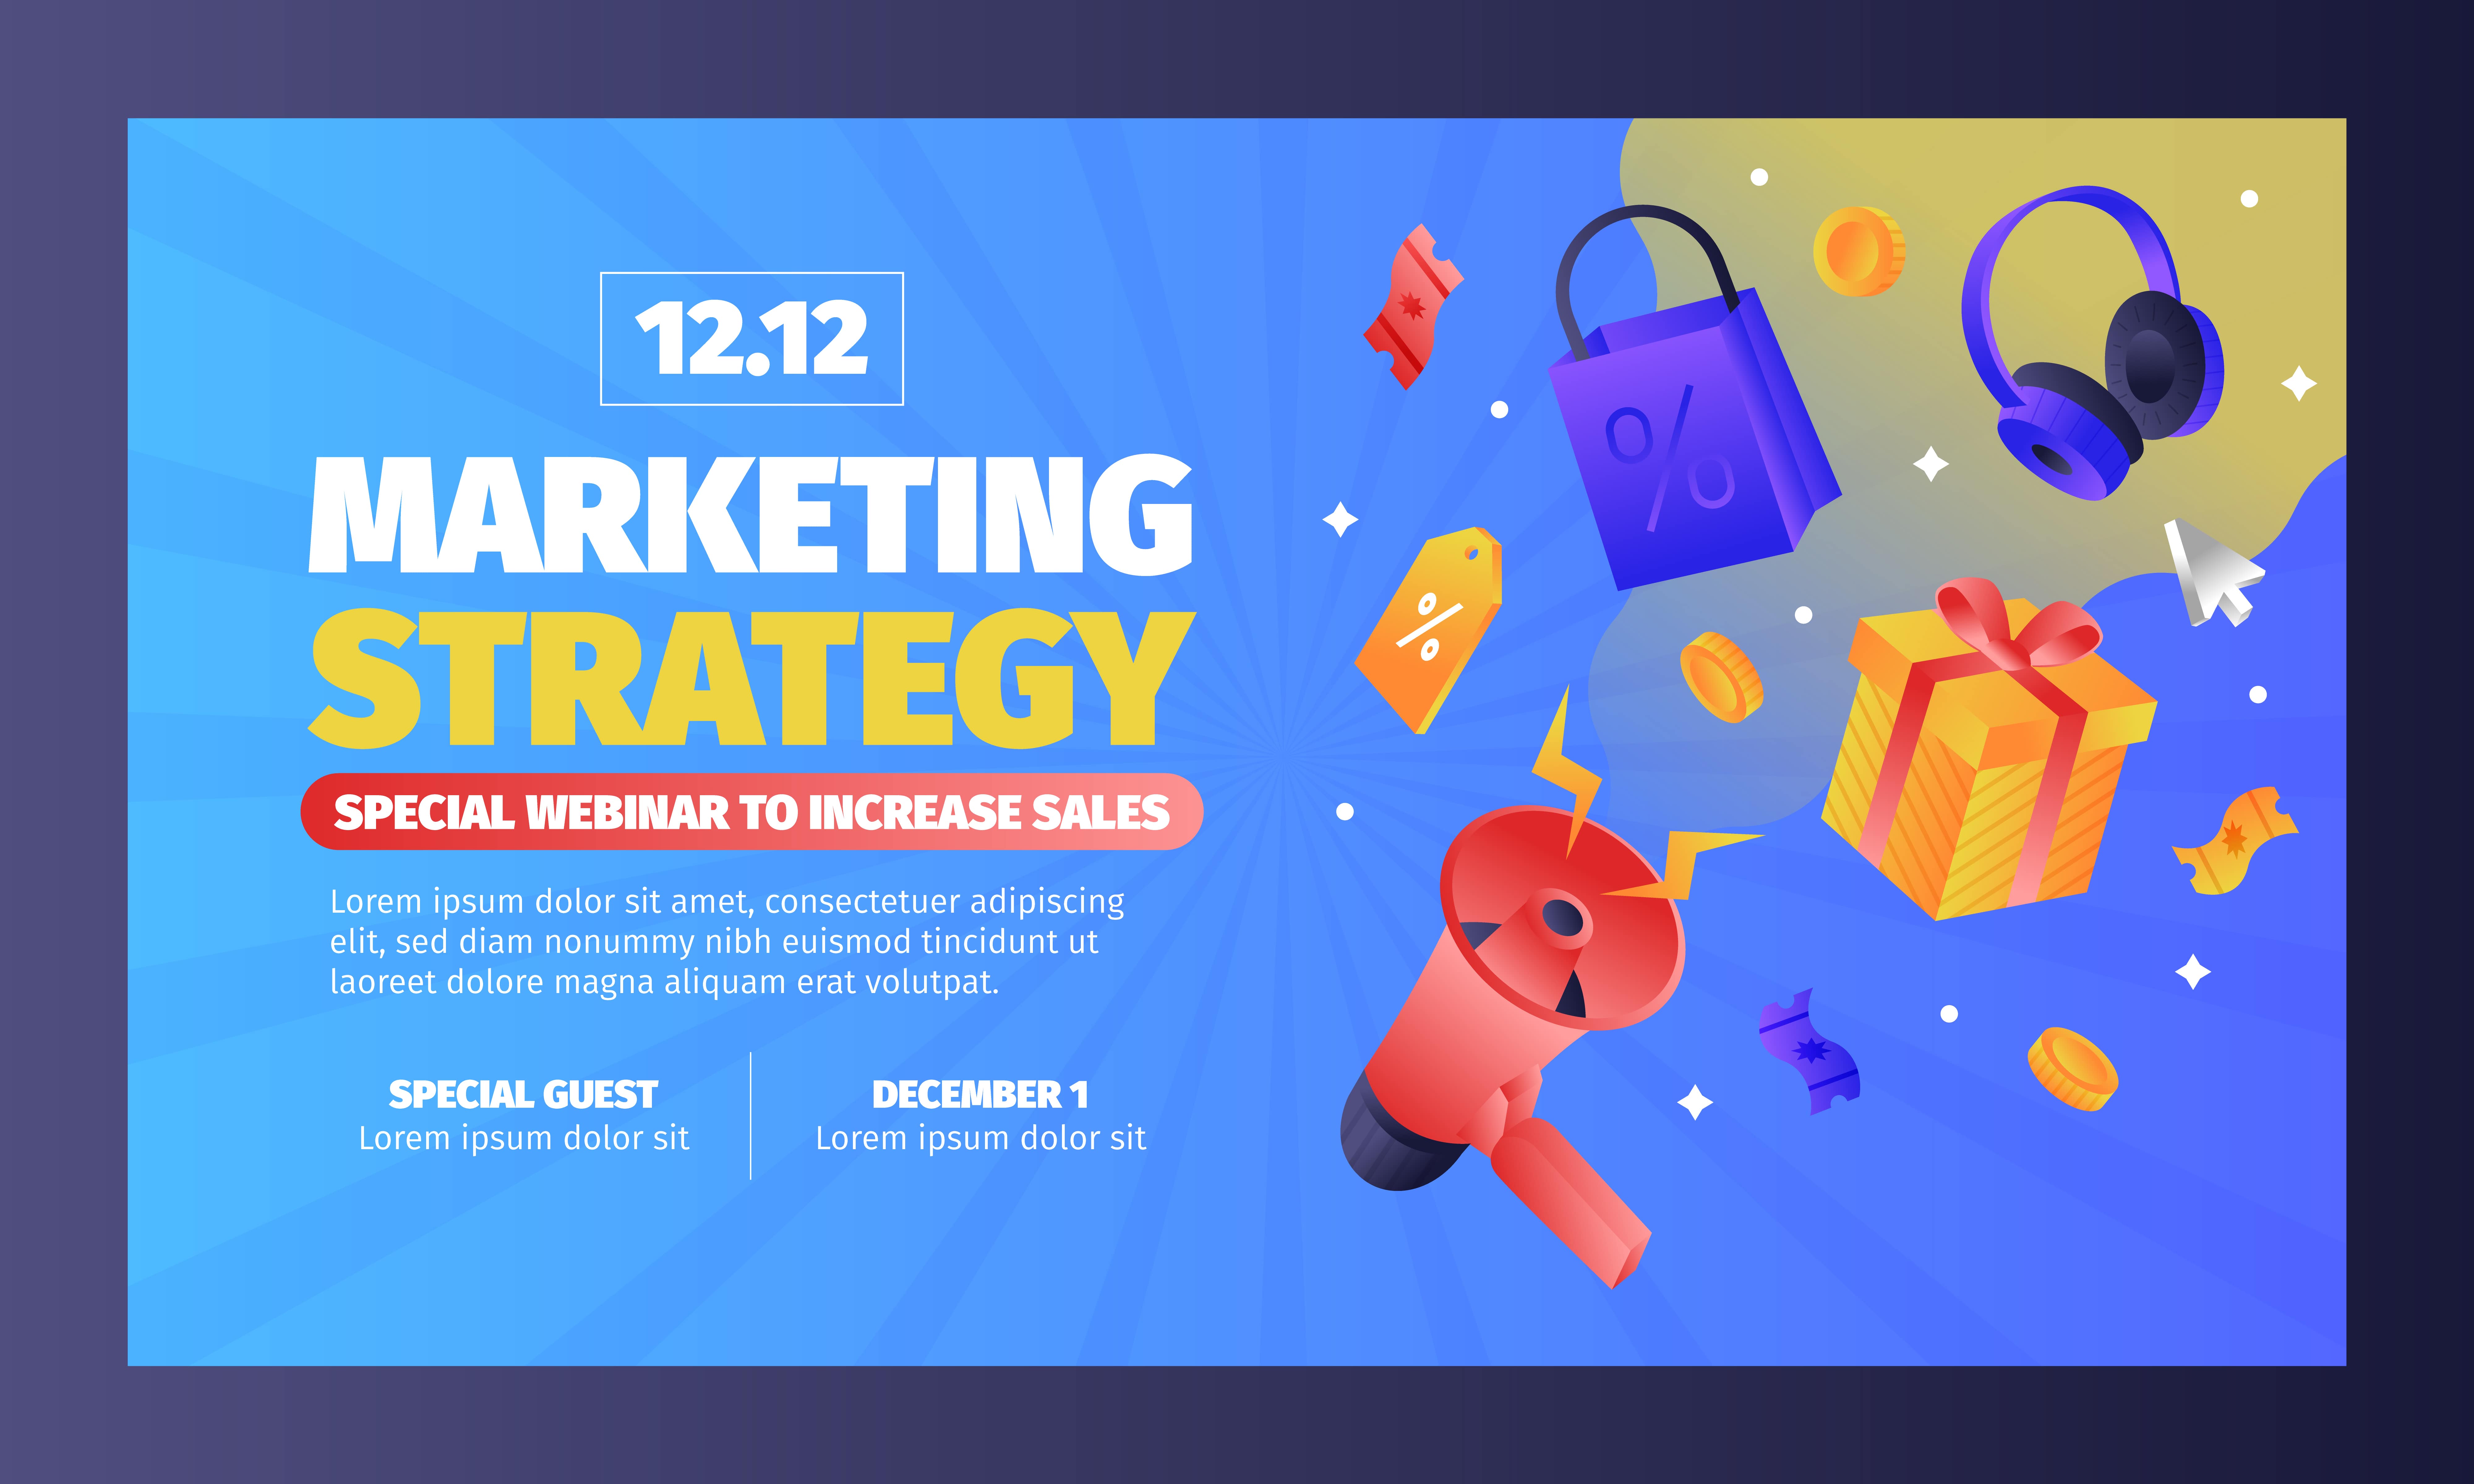 12.12
MARKETING
STRATEGY
SPECIAL WEBINAR TO INCREASE SALES
Lorem ipsum dolor sit amet, consectetuer adipiscing
elit, sed diam nonummy nibh euismod tincidunt ut
laoreet dolore magna aliquam erat volutpat.
SPECIAL GUEST
Lorem ipsum dolor sit
DECEMBER 1
Lorem ipsum dolor sit
%
%